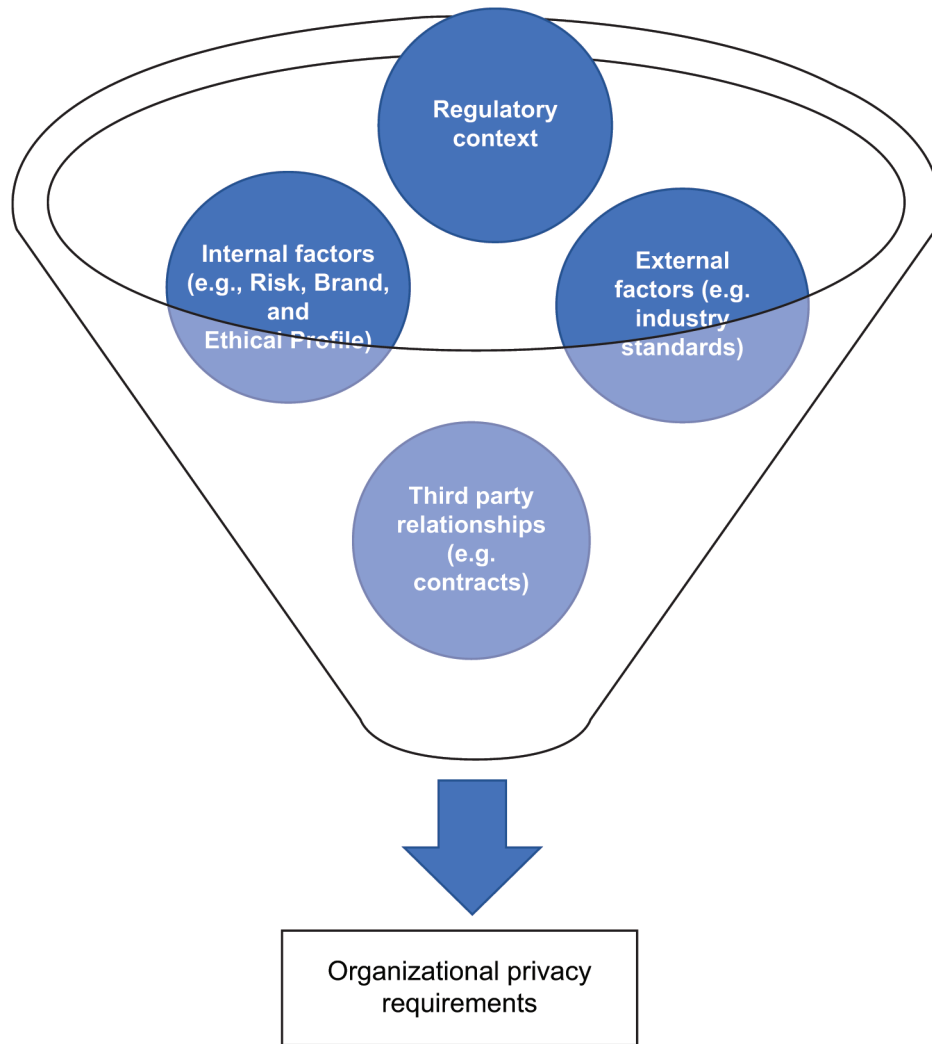 Regulatory
context
Internal factors
(e.g., Risk, Brand,
and
Ethical Profile)
External
factors (e.g.
industry
standards)
Third party
relationships
(e.g.
contracts)
Organizational privacy
requirements